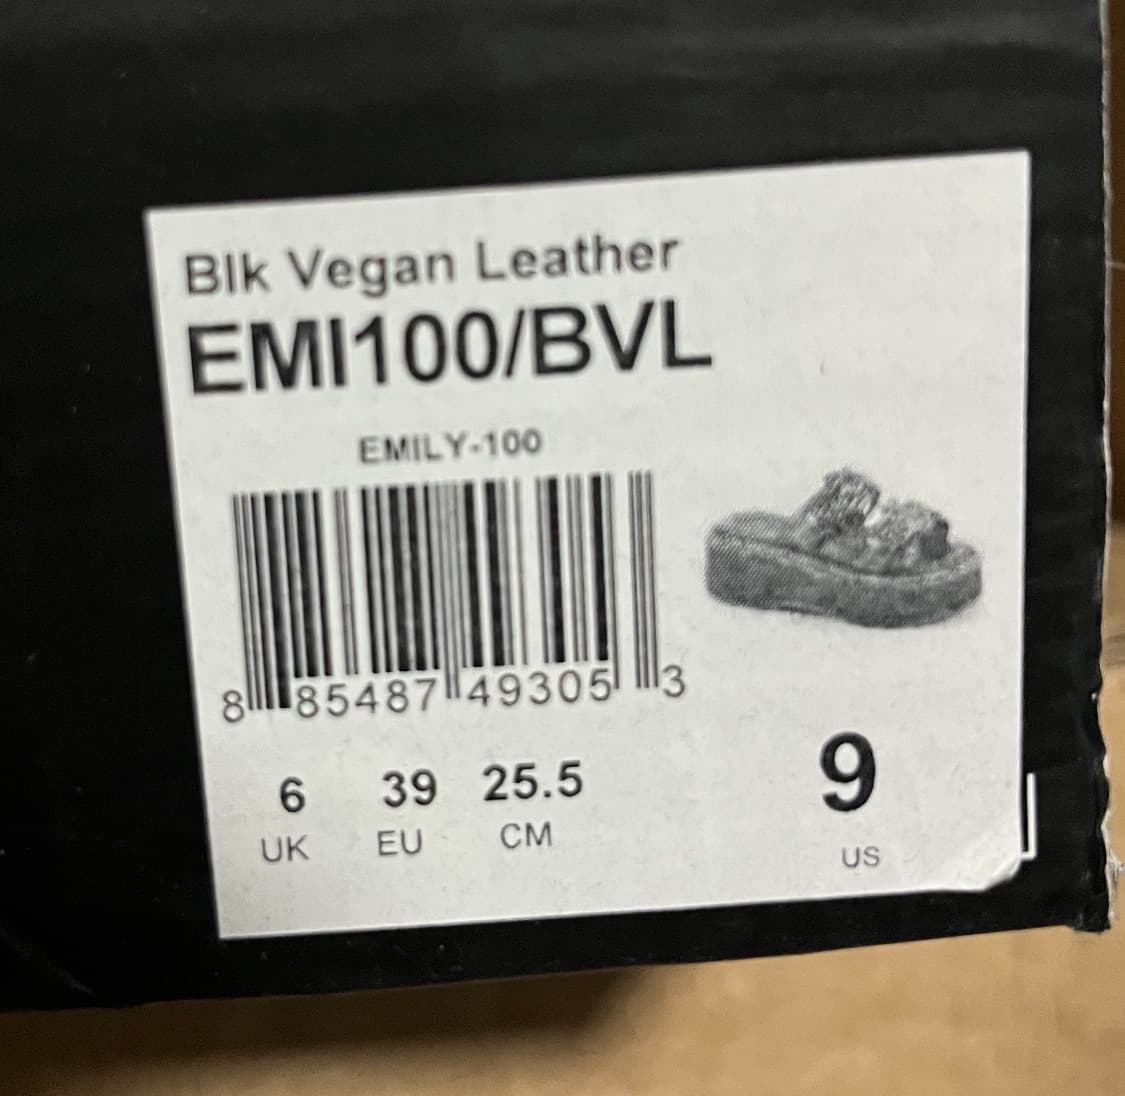 Blk Vegan Leather
EMI100/BVL
EMILY-100
8 85487 49305 3
6 39 25.5 9
UK EU CM US